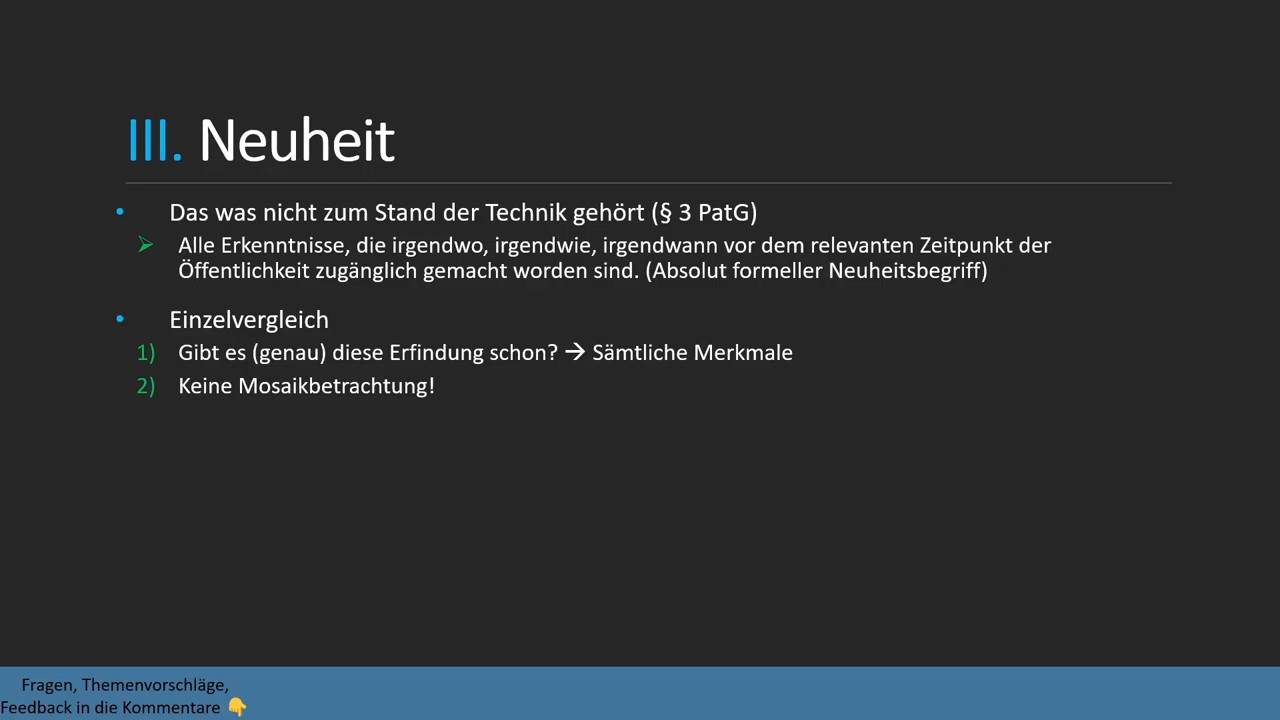 III. Neuheit
• Das was nicht zum Stand der Technik gehört (§ 3 PatG)
➢ Alle Erkenntnisse, die irgendwo, irgendwie, irgendwann vor dem relevanten Zeitpunkt der
Öffentlichkeit zugänglich gemacht worden sind. (Absolut formeller Neuheitsbegriff)
• Einzelvergleich
1) Gibt es (genau) diese Erfindung schon? → Sämtliche Merkmale
2) Keine Mosaikbetrachtung!
Fragen, Themenvorschläge,
Feedback in die Kommentare 👇